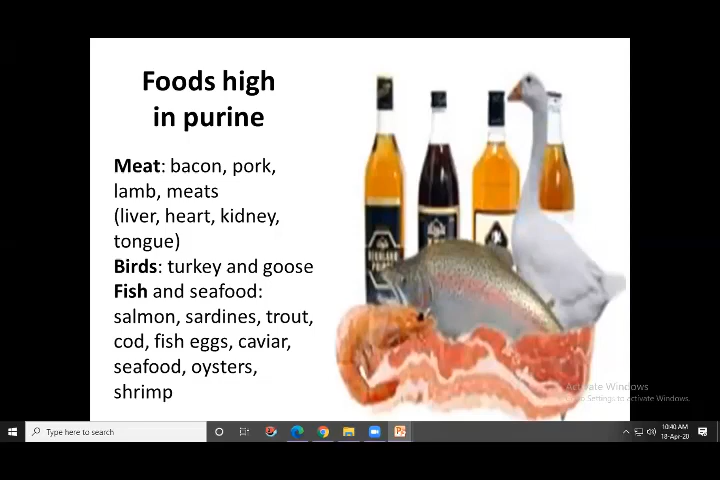 Foods high
in purine
Meat: bacon, pork,
lamb, meats
(liver, heart, kidney,
tongue)
Birds: turkey and goose
Fish and seafood:
salmon, sardines, trout,
cod, fish eggs, caviar,
seafood, oysters,
shrimp
Activate Windows
to Settings to activate Windows.
Type here to search
10:40 AM
18-Apr-20